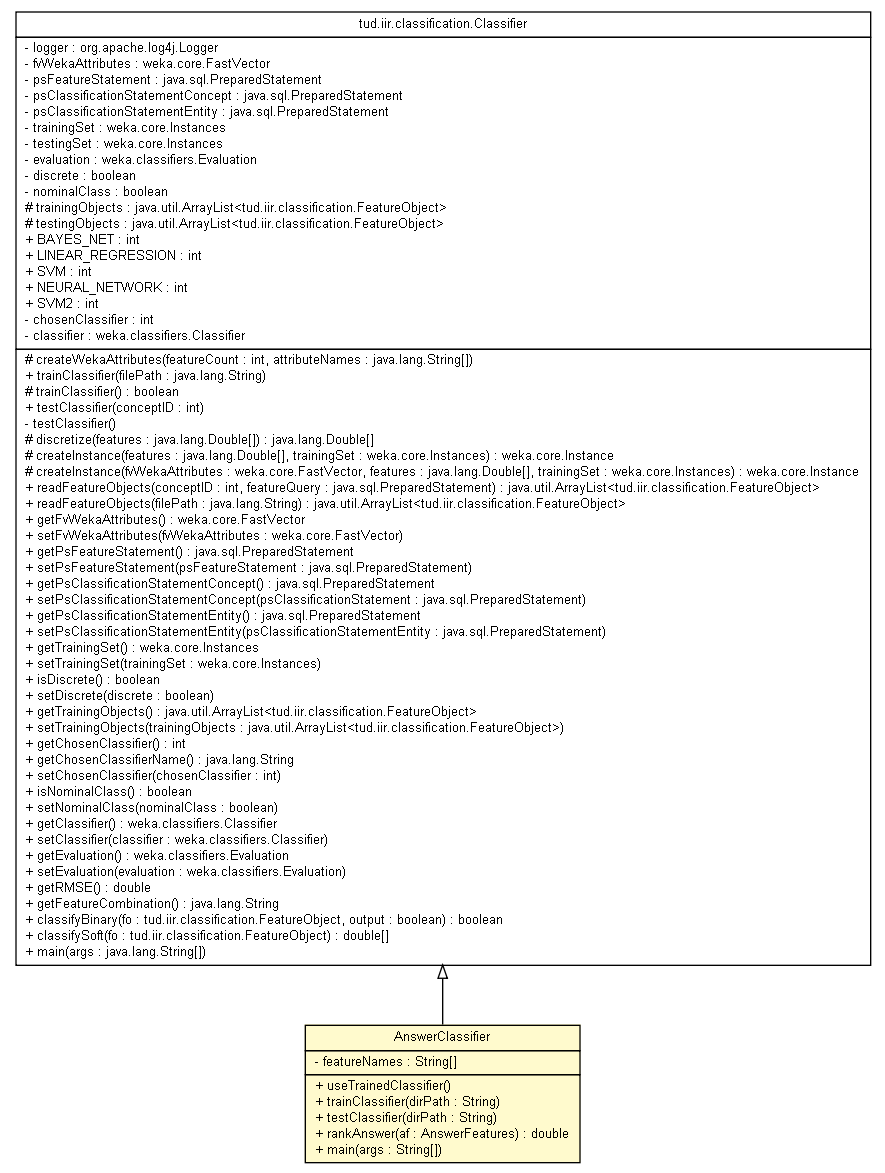 tud.iir.classification.Classifier
- logger : org.apache.log4j.Logger
- fvWekaAttributes : weka.core.FastVector
- psFeatureStatement : java.sql.PreparedStatement
- psClassificationStatementConcept : java.sql.PreparedStatement
- psClassificationStatementEntity : java.sql.PreparedStatement
- trainingSet : weka.core.Instances
- testingSet : weka.core.Instances
- evaluation : weka.classifiers.Evaluation
- discrete : boolean
- nominalClass : boolean
# trainingObjects : java.util.ArrayList<tud.iir.classification.FeatureObject>
# testingObjects : java.util.ArrayList<tud.iir.classification.FeatureObject>
+ BAYES_NET : int
+ LINEAR_REGRESSION : int
+ SVM : int
+ NEURAL_NETWORK : int
+ SVM2 : int
- chosenClassifier : int
- classifier : weka.classifiers.Classifier
# createWekaAttributes(featureCount : int, attributeNames : java.lang.String[])
+ trainClassifier(filePath : java.lang.String)
# trainClassifier() : boolean
+ testClassifier(conceptID : int)
- testClassifier()
# discretize(features : java.lang.Double[]) : java.lang.Double[]
# createInstance(features : java.lang.Double[], trainingSet : weka.core.Instances) : weka.core.Instance
# createInstance(fvWekaAttributes : weka.core.FastVector, features : java.lang.Double[], trainingSet : weka.core.Instances) : weka.core.Instance
+ readFeatureObjects(conceptID : int, featureQuery : java.sql.PreparedStatement) : java.util.ArrayList<tud.iir.classification.FeatureObject>
+ readFeatureObjects(filePath : java.lang.String) : java.util.ArrayList<tud.iir.classification.FeatureObject>
+ getFvWekaAttributes() : weka.core.FastVector
+ setFvWekaAttributes(fvWekaAttributes : weka.core.FastVector)
+ getPsFeatureStatement() : java.sql.PreparedStatement
+ setPsFeatureStatement(psFeatureStatement : java.sql.PreparedStatement)
+ getPsClassificationStatementConcept() : java.sql.PreparedStatement
+ setPsClassificationStatementConcept(psClassificationStatement : java.sql.PreparedStatement)
+ getPsClassificationStatementEntity() : java.sql.PreparedStatement
+ setPsClassificationStatementEntity(psClassificationStatementEntity : java.sql.PreparedStatement)
+ getTrainingSet() : weka.core.Instances
+ setTrainingSet(trainingSet : weka.core.Instances)
+ isDiscrete() : boolean
+ setDiscrete(discrete : boolean)
+ getTrainingObjects() : java.util.ArrayList<tud.iir.classification.FeatureObject>
+ setTrainingObjects(trainingObjects : java.util.ArrayList<tud.iir.classification.FeatureObject>)
+ getChosenClassifier() : int
+ getChosenClassifierName() : java.lang.String
+ setChosenClassifier(chosenClassifier : int)
+ isNominalClass() : boolean
+ setNominalClass(nominalClass : boolean)
+ getClassifier() : weka.classifiers.Classifier
+ setClassifier(classifier : weka.classifiers.Classifier)
+ getEvaluation() : weka.classifiers.Evaluation
+ setEvaluation(evaluation : weka.classifiers.Evaluation)
+ getRMSE() : double
+ getFeatureCombination() : java.lang.String
+ classifyBinary(fo : tud.iir.classification.FeatureObject, output : boolean) : boolean
+ classifySoft(fo : tud.iir.classification.FeatureObject) : double[]
+ main(args : java.lang.String[])
AnswerClassifier
- featureNames : String[]
+ useTrainedClassifier()
+ trainClassifier(dirPath : String)
+ testClassifier(dirPath : String)
+ rankAnswer(af : AnswerFeatures) : double
+ main(args : String[])